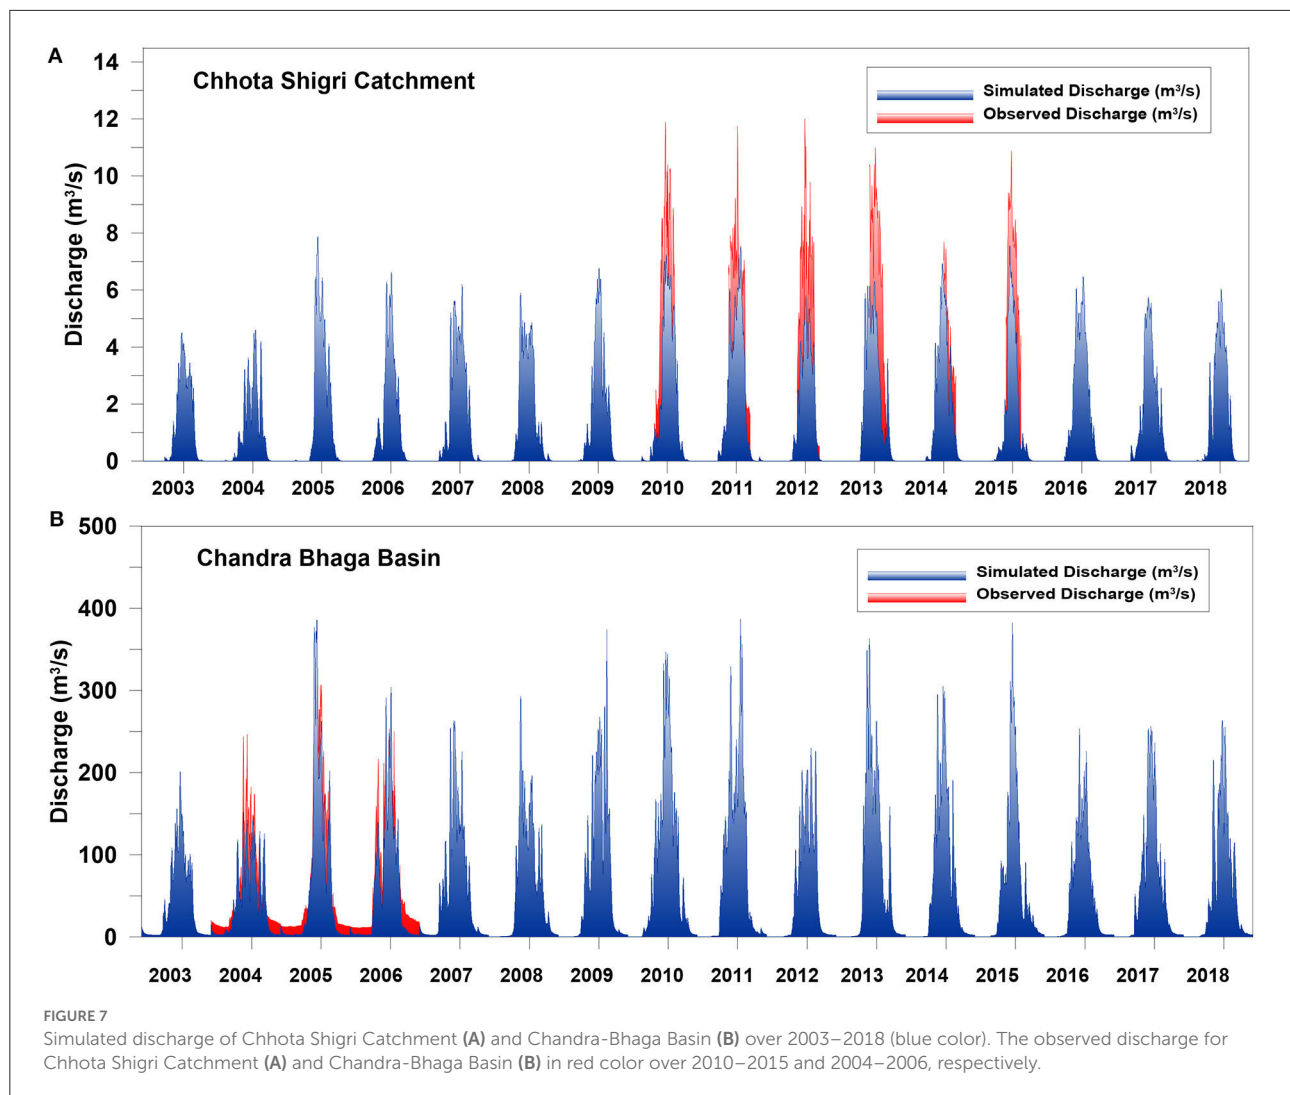 A
Chhota Shigri Catchment
Simulated Discharge (m³/s)
Observed Discharge (m³/s)
Discharge (m³/s)
14
12
10
8
6
4
2
0
2003 2004 2005 2006 2007 2008 2009 2010 2011 2012 2013 2014 2015 2016 2017 2018
B
Chandra Bhaga Basin
Simulated Discharge (m³/s)
Observed Discharge (m³/s)
Discharge (m³/s)
500
400
300
200
100
0
2003 2004 2005 2006 2007 2008 2009 2010 2011 2012 2013 2014 2015 2016 2017 2018
FIGURE 7
Simulated discharge of Chhota Shigri Catchment (A) and Chandra-Bhaga Basin (B) over 2003–2018 (blue color). The observed discharge for
Chhota Shigri Catchment (A) and Chandra-Bhaga Basin (B) in red color over 2010–2015 and 2004–2006, respectively.